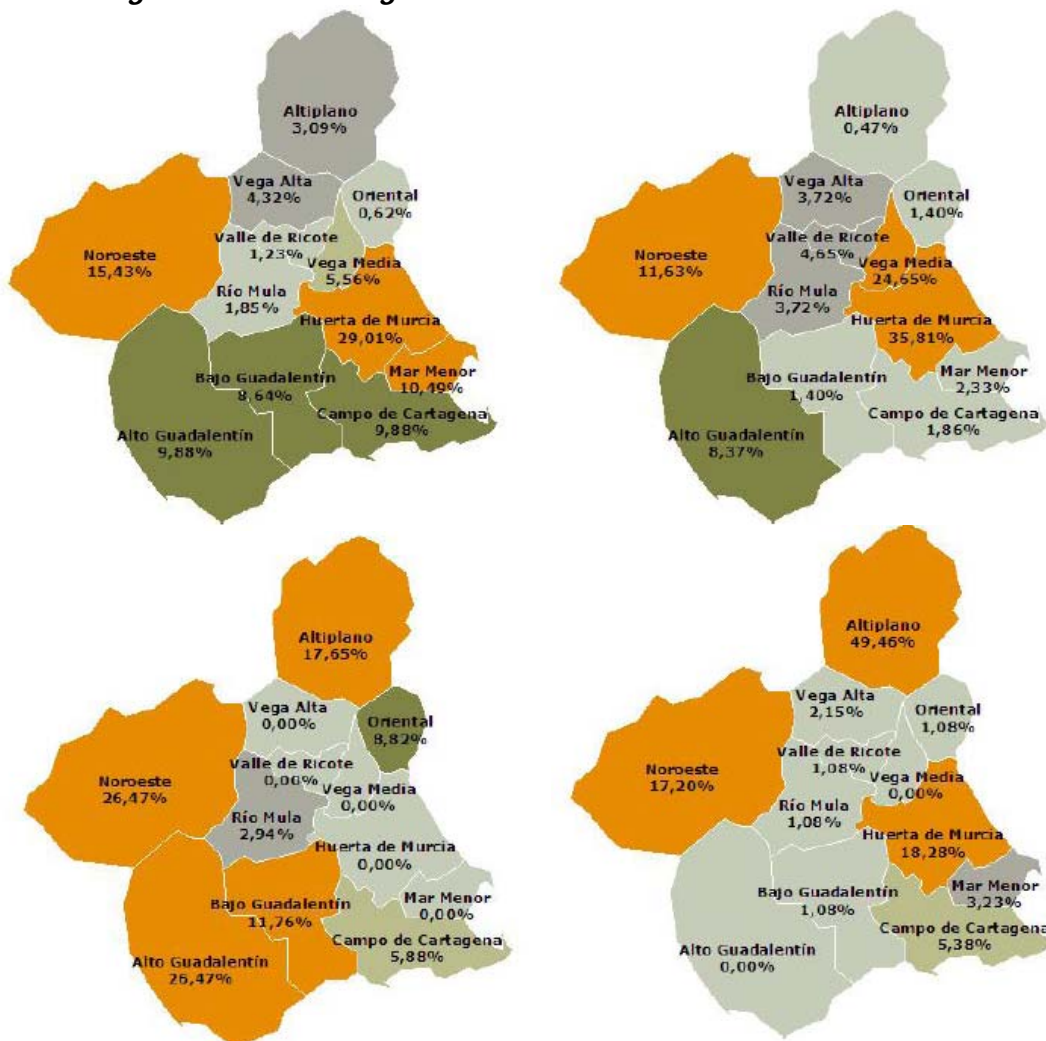 Altiplano
3,09%
Vega Alta
4,32%
Oriental
0,62%
Noroeste
15,43%
Valle de Ricote
1,23%
Vega Media
5,56%
Río Mula
1,85%
Huerta de Murcia
29,01%
Mar Menor
10,49%
Bajo Guadalentín
8,64%
Campo de Cartagena
9,88%
Alto Guadalentín
9,88%
Altiplano
0,47%
Vega Alta
3,72%
Oriental
1,40%
Noroeste
11,63%
Valle de Ricote
4,65%
Vega Media
24,65%
Río Mula
3,72%
Huerta de Murcia
35,81%
Mar Menor
2,33%
Bajo Guadalentín
1,40%
Campo de Cartagena
1,86%
Alto Guadalentín
8,37%
Altiplano
17,65%
Vega Alta
0,00%
Oriental
8,82%
Noroeste
26,47%
Valle de Ricote
0,00%
Vega Media
0,00%
Río Mula
2,94%
Huerta de Murcia
0,00%
Mar Menor
0,00%
Bajo Guadalentín
11,76%
Campo de Cartagena
5,88%
Alto Guadalentín
26,47%
Altiplano
49,46%
Vega Alta
2,15%
Oriental
1,08%
Noroeste
17,20%
Valle de Ricote
1,08%
Vega Media
0,00%
Río Mula
1,08%
Huerta de Murcia
18,28%
Mar Menor
3,23%
Bajo Guadalentín
1,08%
Campo de Cartagena
5,38%
Alto Guadalentín
0,00%